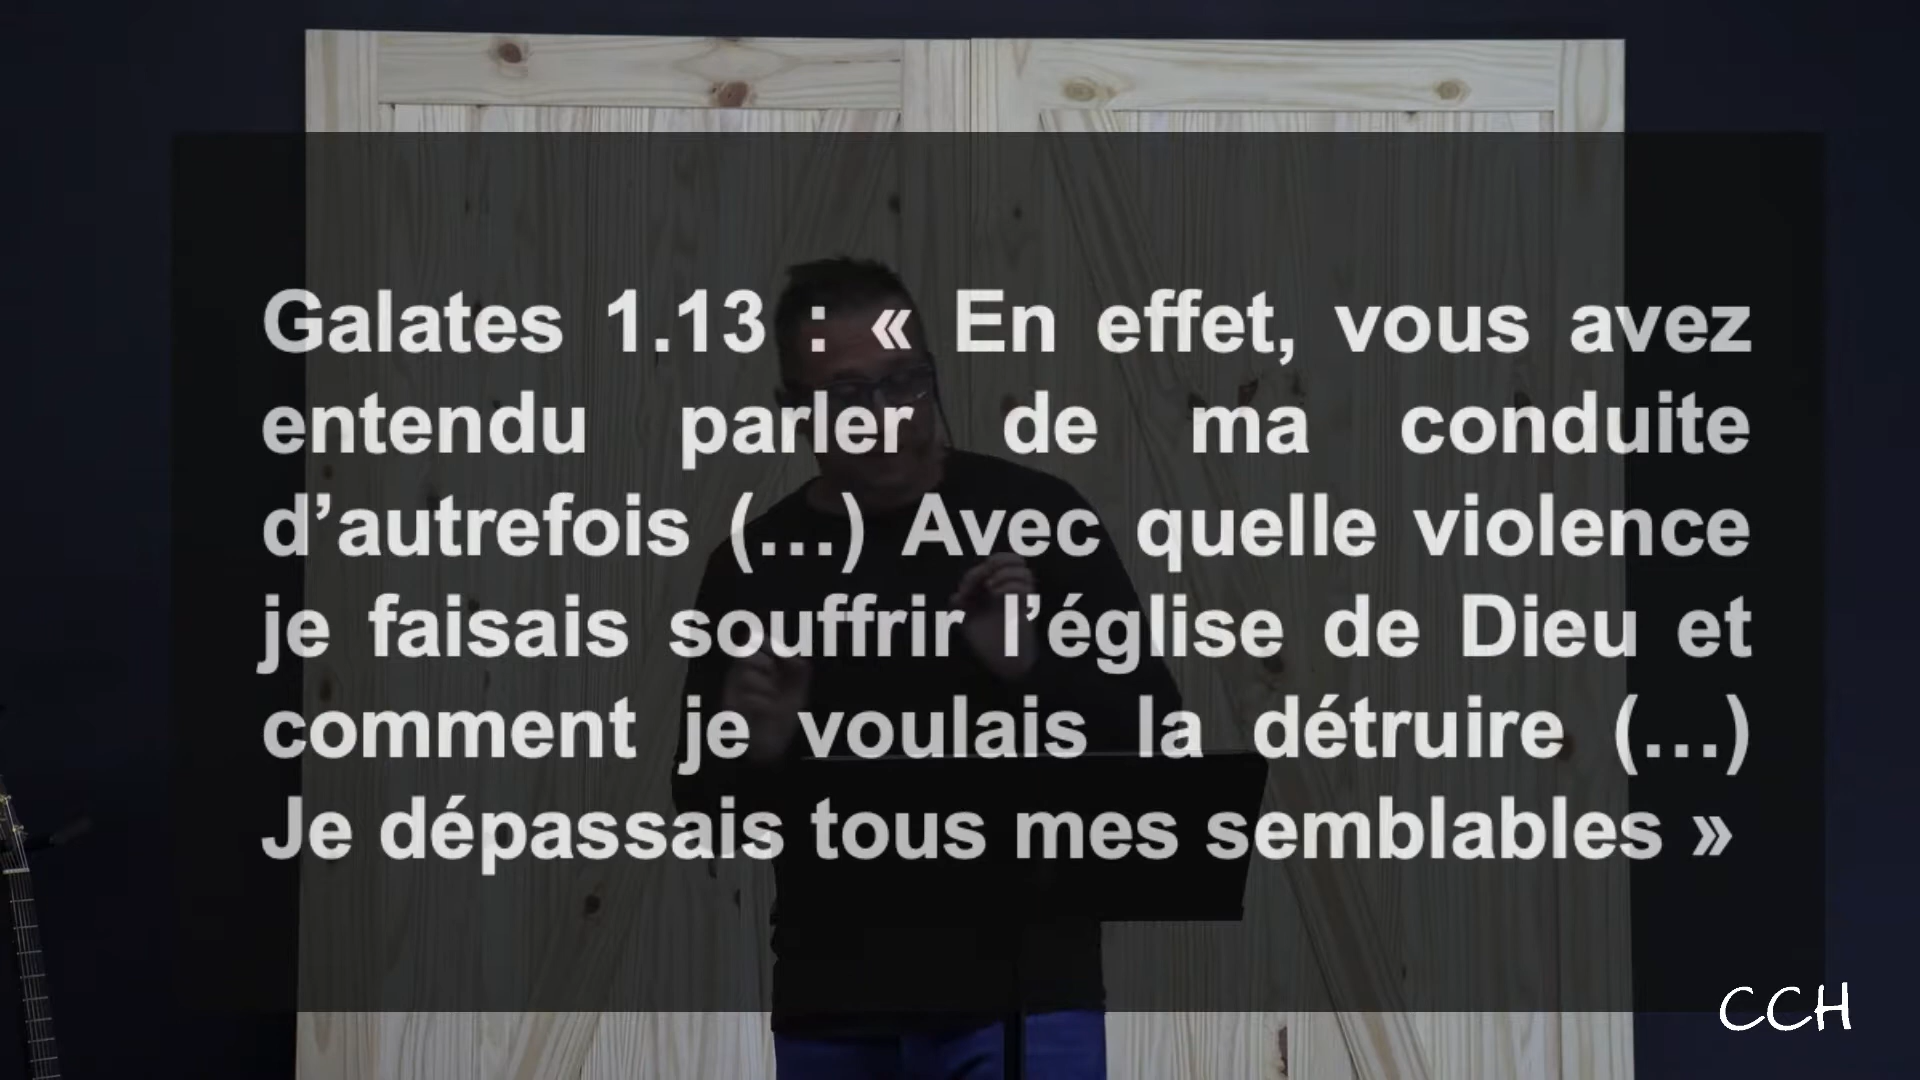 Galates 1.13 : « En effet, vous avez
entendu parler de ma conduite
d’autrefois (…) Avec quelle violence
je faisais souffrir l’église de Dieu et
comment je voulais la détruire (…)
Je dépassais tous mes semblables »
CCH